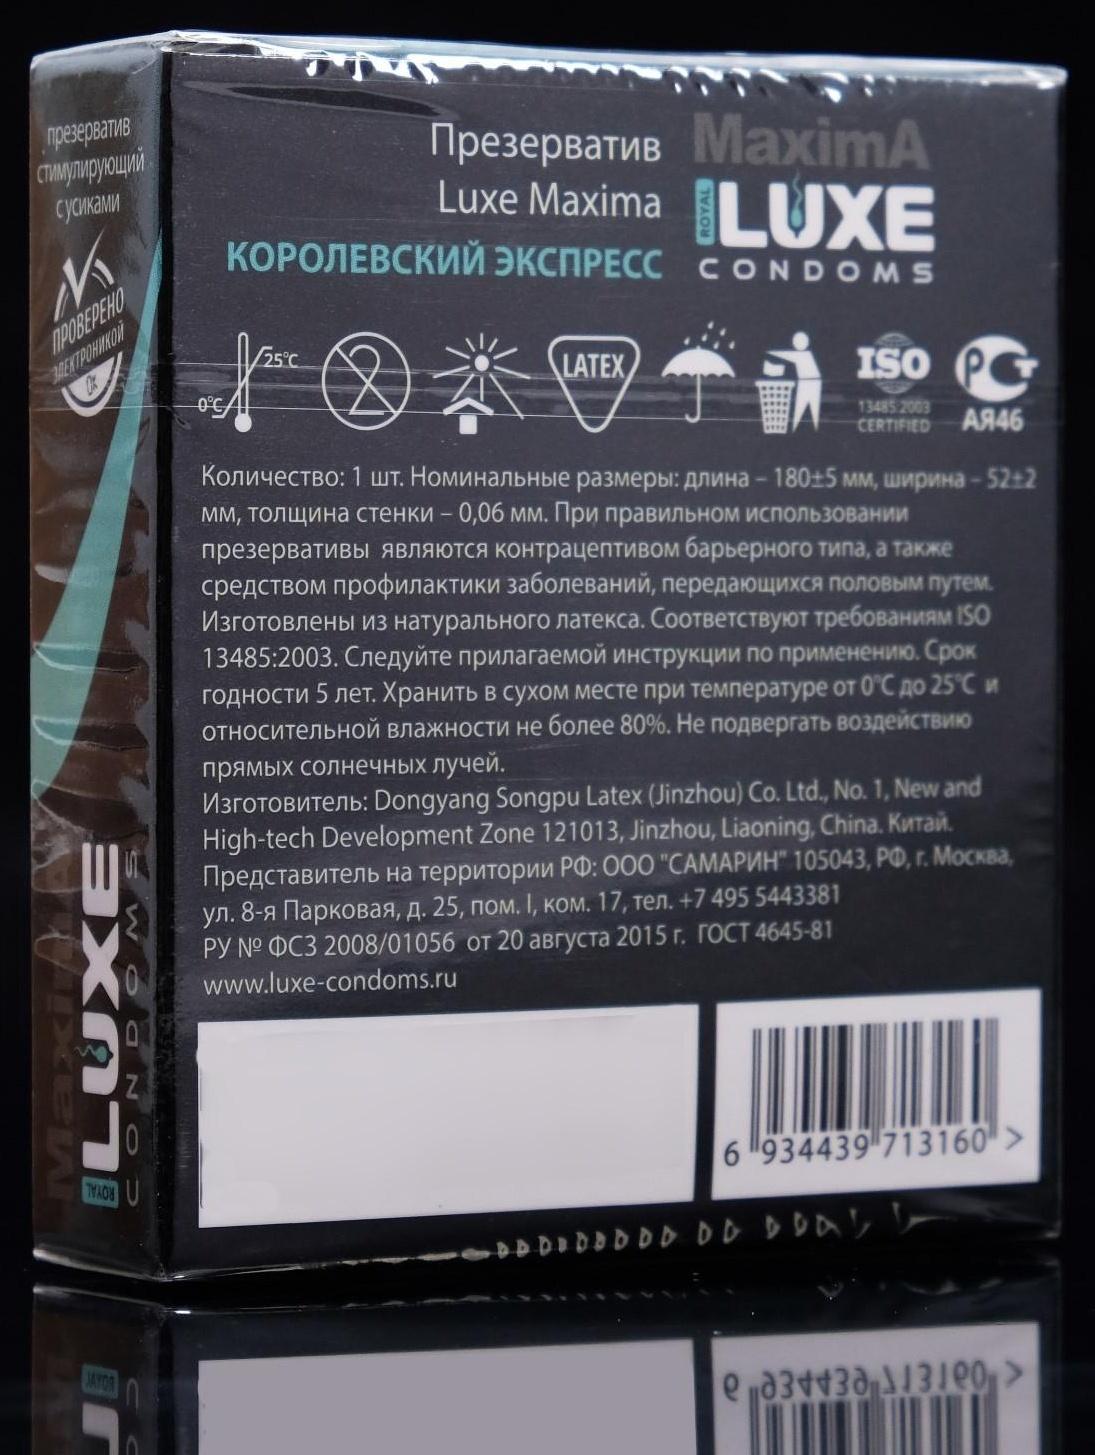 презерватив
стимулирующий
с усиками
ПРОВЕРЕНО
ЭЛЕКТРОНИКОЙ
OK
MaximA
ROYAL LUXE
CONDOMS
Презерватив
Luxe Maxima
КОРОЛЕВСКИЙ ЭКСПРЕСС
MaximA
ROYAL LUXE
CONDOMS
25°C
0°C
2
LATEX
ISO
13485:2003
CERTIFIED
РСТ
АЯ46
Количество: 1 шт. Номинальные размеры: длина – 180±5 мм, ширина – 52±2
мм, толщина стенки – 0,06 мм. При правильном использовании
презервативы являются контрацептивом барьерного типа, а также
средством профилактики заболеваний, передающихся половым путем.
Изготовлены из натурального латекса. Соответствуют требованиям ISO
13485:2003. Следуйте прилагаемой инструкции по применению. Срок
годности 5 лет. Хранить в сухом месте при температуре от 0°C до 25°C и
относительной влажности не более 80%. Не подвергать воздействию
прямых солнечных лучей.
Изготовитель: Dongyang Songpu Latex (Jinzhou) Co. Ltd., No. 1, New and
High-tech Development Zone 121013, Jinzhou, Liaoning, China. Китай.
Представитель на территории РФ: ООО "САМАРИН" 105043, РФ, г. Москва,
ул. 8-я Парковая, д. 25, пом. I, ком. 17, тел. +7 495 5443381
РУ № ФСЗ 2008/01056 от 20 августа 2015 г. ГОСТ 4645-81
www.luxe-condoms.ru
6 934439 713160 >